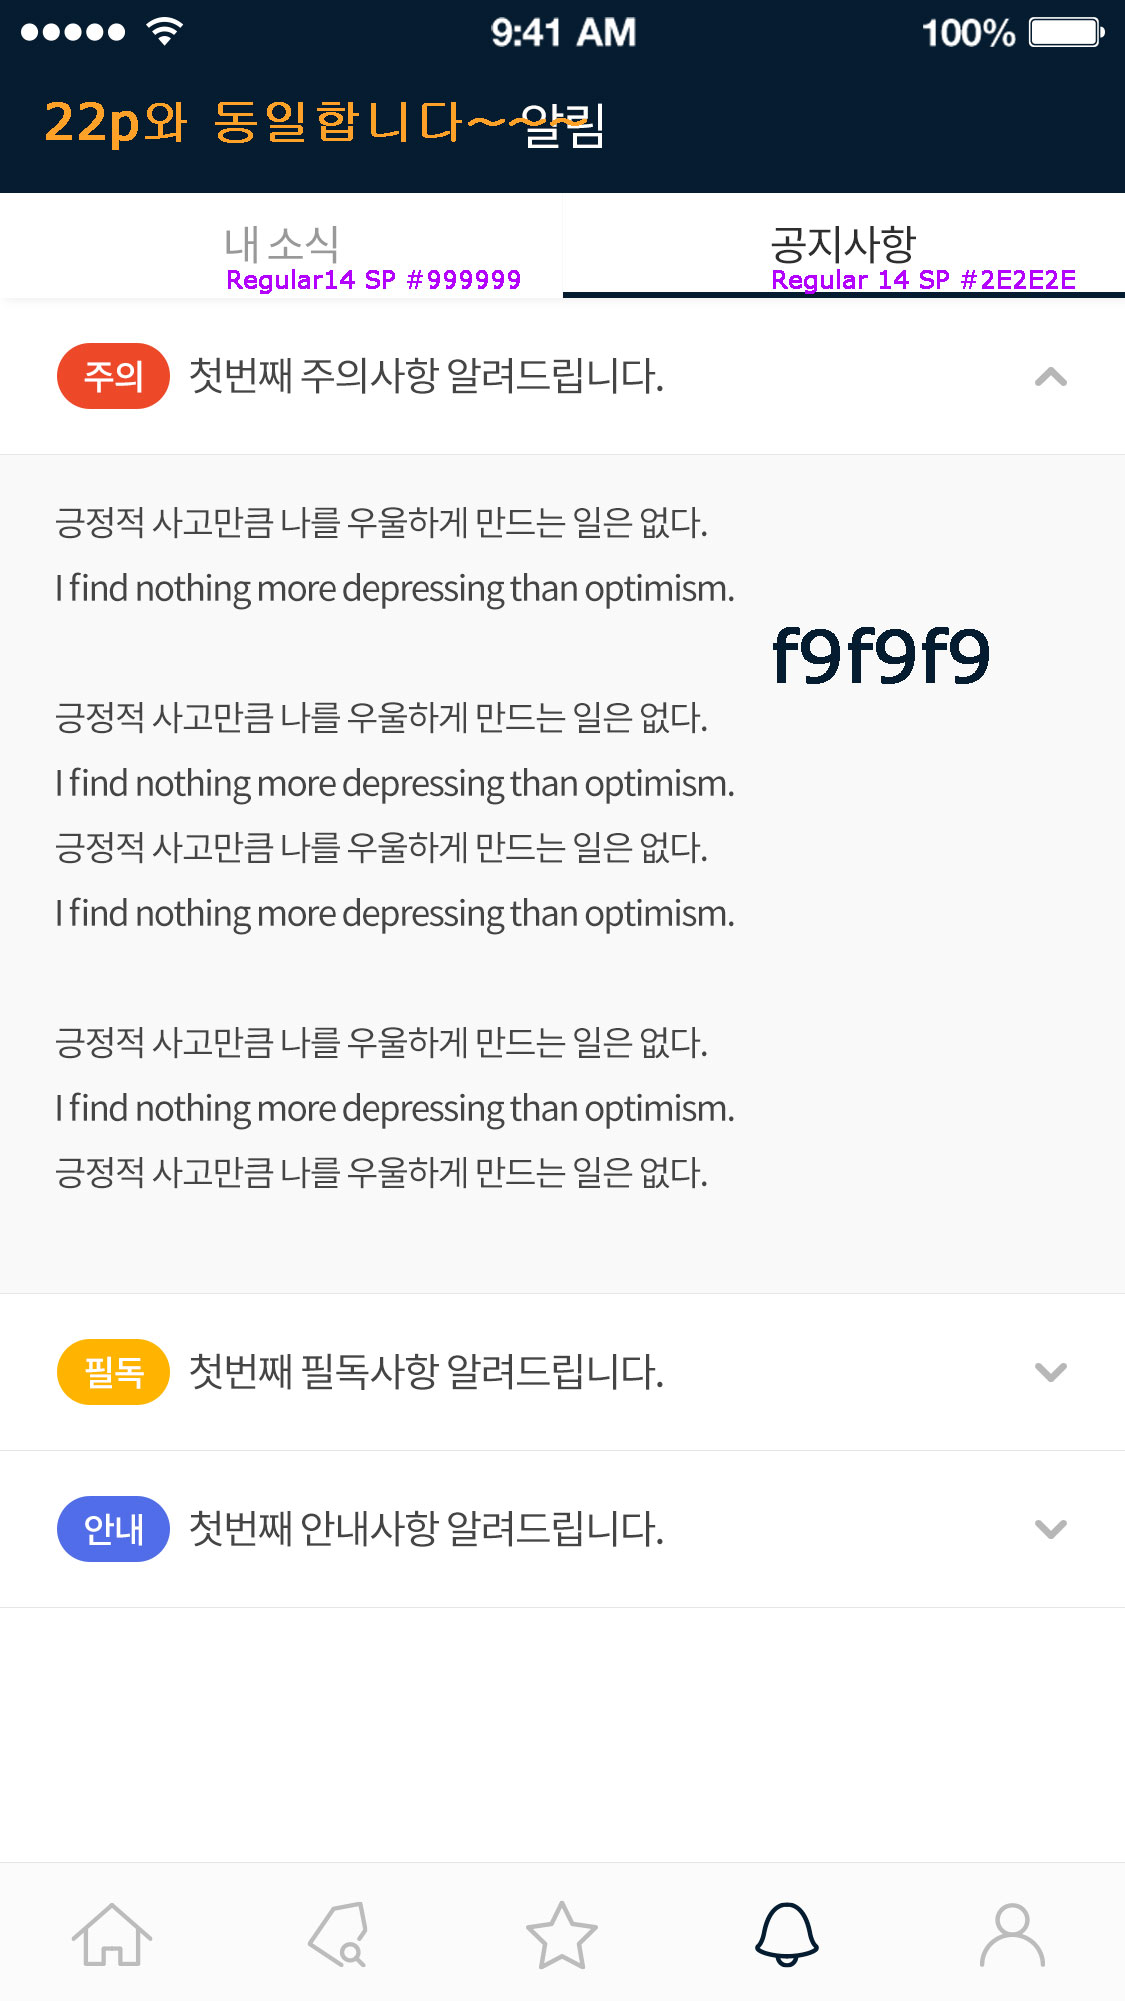 9:41 AM
100%
22p와 동일합니다~~~
알림
내 소식
공지사항
Regular14 SP #999999
Regular 14 SP #2E2E2E
주의 첫번째 주의사항 알려드립니다.
긍정적 사고만큼 나를 우울하게 만드는 일은 없다.
I find nothing more depressing than optimism.
f9f9f9
긍정적 사고만큼 나를 우울하게 만드는 일은 없다.
I find nothing more depressing than optimism.
긍정적 사고만큼 나를 우울하게 만드는 일은 없다.
I find nothing more depressing than optimism.
긍정적 사고만큼 나를 우울하게 만드는 일은 없다.
I find nothing more depressing than optimism.
긍정적 사고만큼 나를 우울하게 만드는 일은 없다.
필독 첫번째 필독사항 알려드립니다.
안내 첫번째 안내사항 알려드립니다.